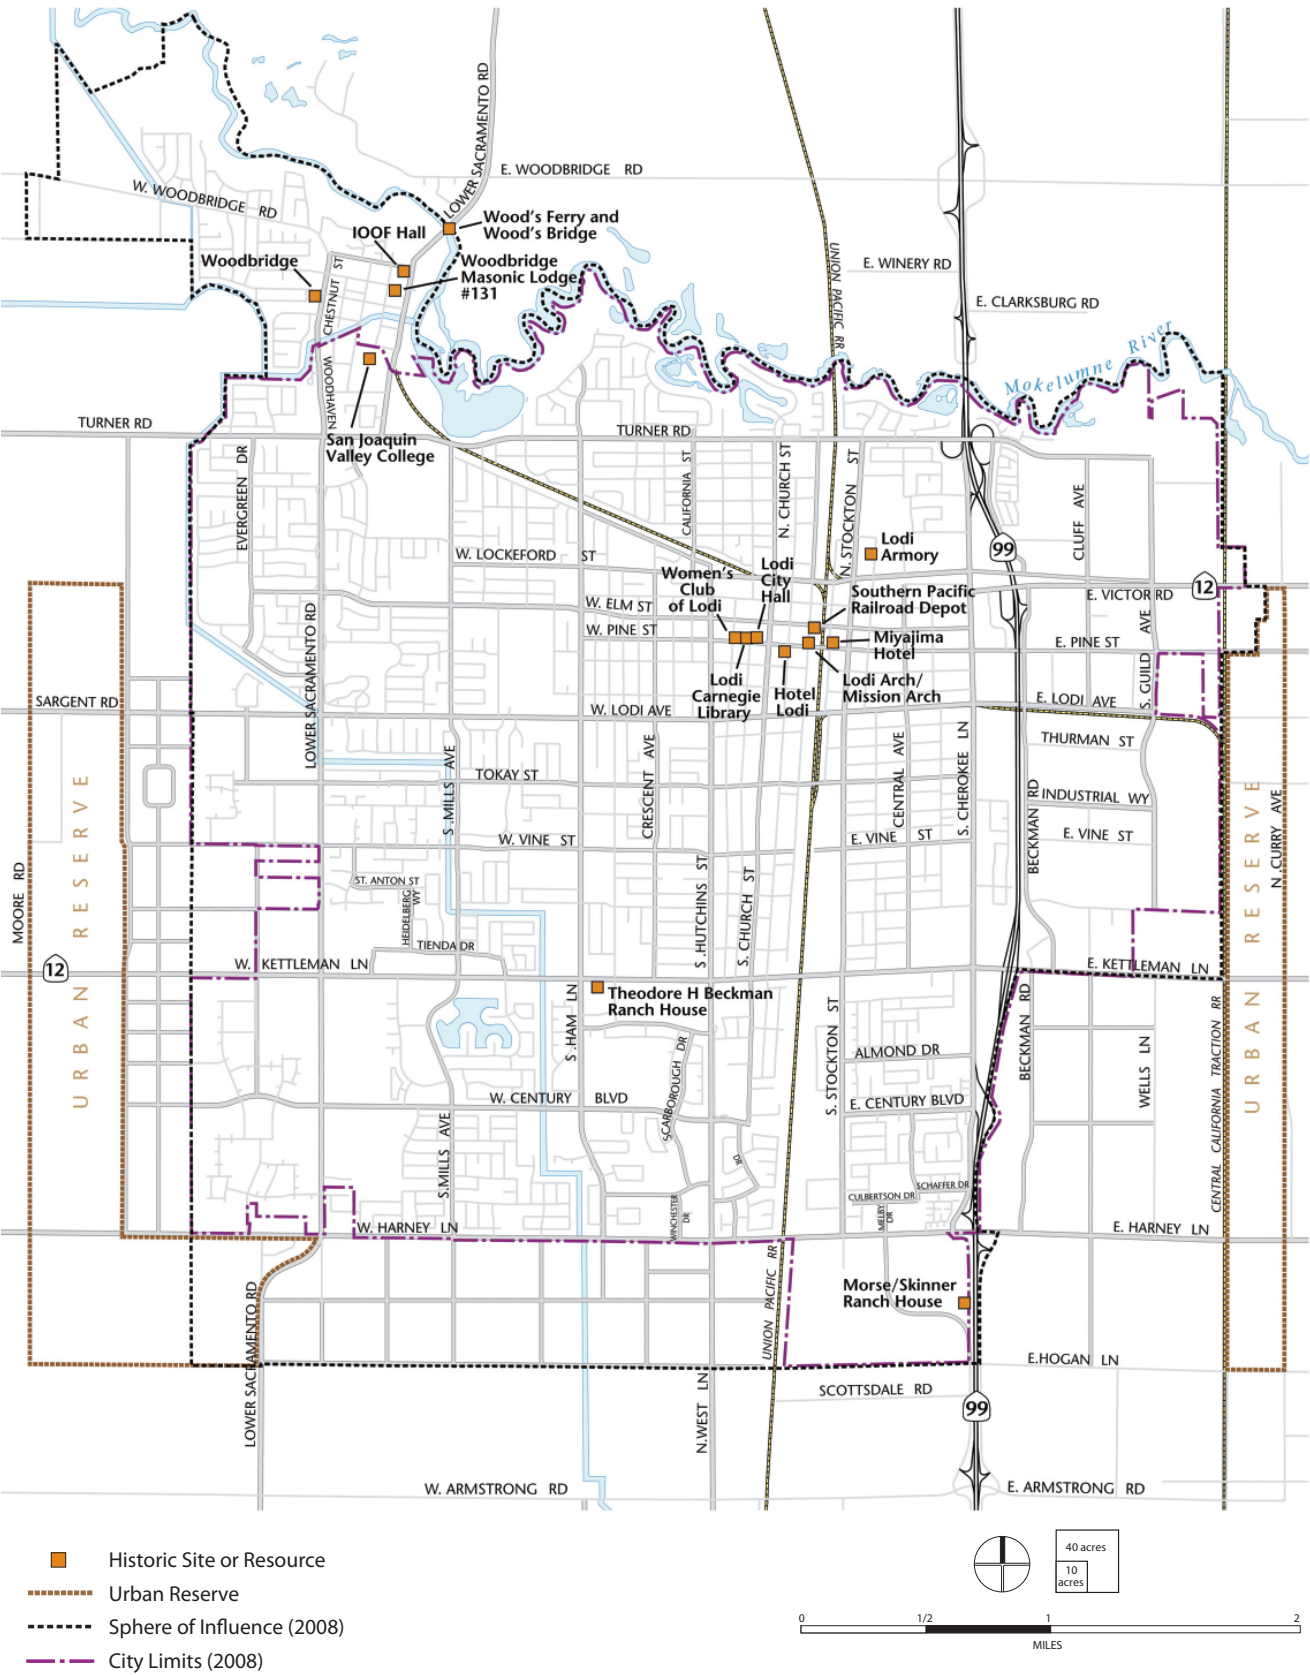 LOWER SACRAMENTO RD
E. WOODBRIDGE RD
W. WOODBRIDGE RD
Wood's Ferry and
Wood's Bridge
IOOF Hall
Woodbridge
Woodbridge
Masonic Lodge
#131
CHESTNUT ST
UNION PACIFIC RR
E. WINERY RD
E. CLARKSBURG RD
Mokelumne River
WOODHAVEN
San Joaquin
Valley College
TURNER RD
TURNER RD
EVERGREEN DR
CALIFORNIA ST
N. CHURCH ST
N. STOCKTON ST
Lodi
Armory
99
CLUFF AVE
W. LOCKEFORD ST
Women's
Club
of Lodi
Lodi
City
Hall
Southern Pacific
Railroad Depot
12
E. VICTOR RD
W. ELM ST
W. PINE ST
Miyajima
Hotel
E. PINE ST
S. GUILD AVE
LOWER SACRAMENTO RD
Lodi
Carnegie
Library
Hotel
Lodi
Lodi Arch/
Mission Arch
SARGENT RD
W. LODI AVE
E. LODI AVE
THURMAN ST
S .MILLS AVE
CRESCENT AVE
CENTRAL AVE
S. CHEROKEE LN
TOKAY ST
INDUSTRIAL WY
BECKMAN RD
W. VINE ST
E. VINE ST
E. VINE ST
N .CURRY AVE
URBAN RESERVE
URBAN RESERVE
MOORE RD
ST. ANTON ST
HEIDELBERG WY
S .HUTCHINS ST
S. CHURCH ST
TIENDA DR
12
W. KETTLEMAN LN
E. KETTLEMAN LN
Theodore H Beckman
Ranch House
S .HAM LN
SCARBOROUGH DR
S. STOCKTON ST
BECKMAN RD
WELLS LN
CENTRAL CALIFORNIA TRACTION RR
ALMOND DR
W. CENTURY BLVD
E. CENTURY BLVD
S.MILLS AVE
DR
WINCHESTER DR
SCHAFFER DR
CULBERTSON DR
MELBY DR
W. HARNEY LN
E. HARNEY LN
UNION PACIFIC RR
Morse/Skinner
Ranch House
LOWER SACRAMENTO RD
E.HOGAN LN
SCOTTSDALE RD
N.WEST LN
99
W. ARMSTRONG RD
E. ARMSTRONG RD
Historic Site or Resource
Urban Reserve
Sphere of Influence (2008)
City Limits (2008)
40 acres
10
acres
0 1/2 1 2
MILES